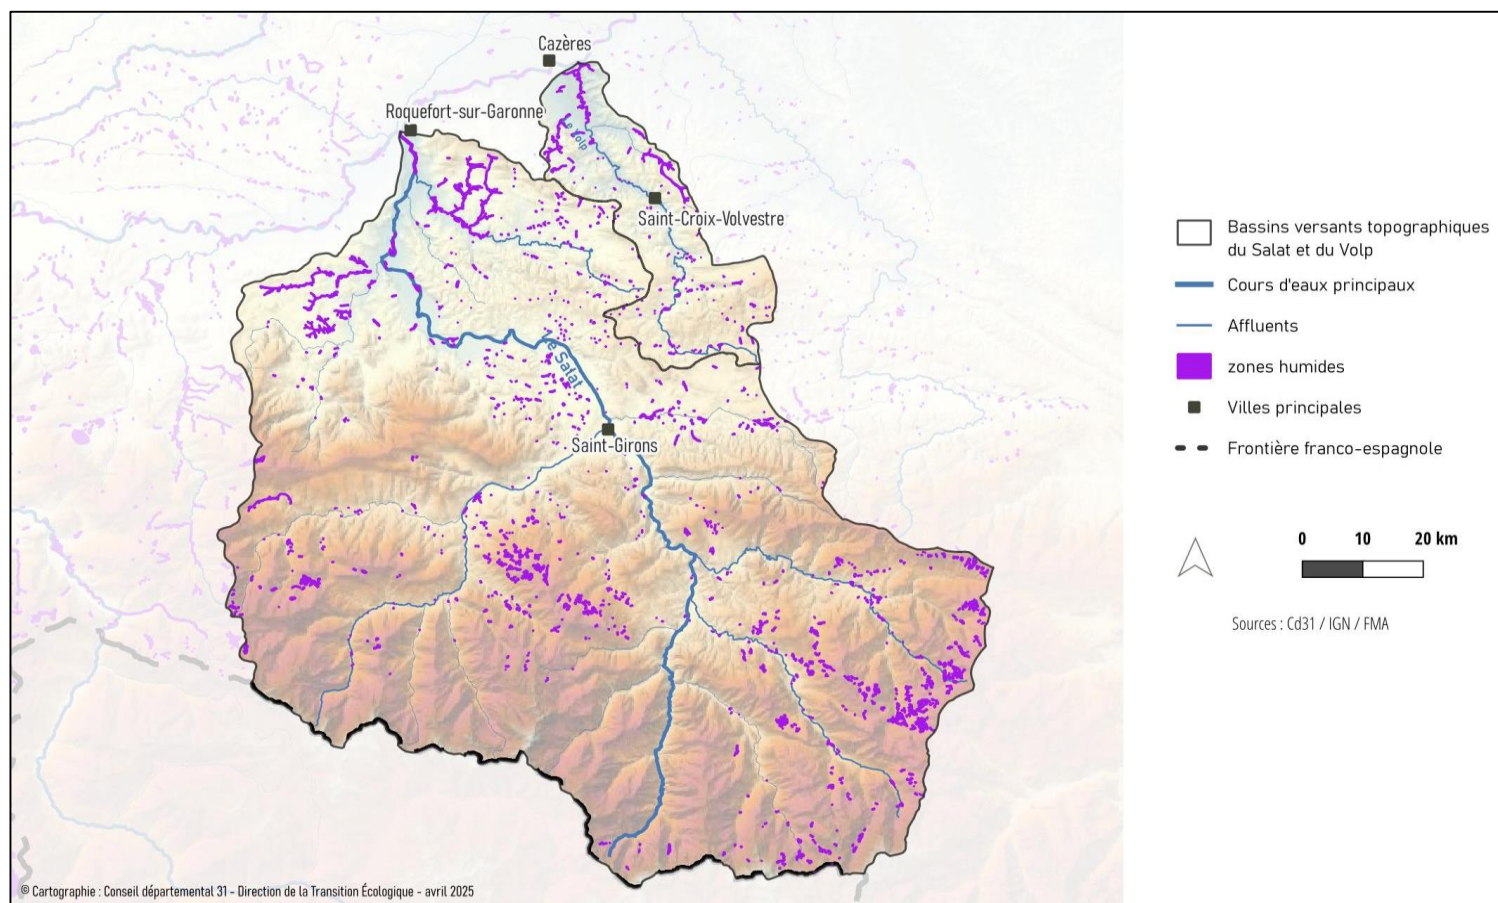 Cazères
Roquefort-sur-Garonne
Le Volp
Saint-Croix-Volvestre
Le Salat
Saint-Girons
Bassins versants topographiques
du Salat et du Volp
Cours d'eaux principaux
Affluents
zones humides
Villes principales
Frontière franco-espagnole
0 10 20 km
Sources : Cd31 / IGN / FMA
© Cartographie : Conseil départemental 31 - Direction de la Transition Écologique - avril 2025